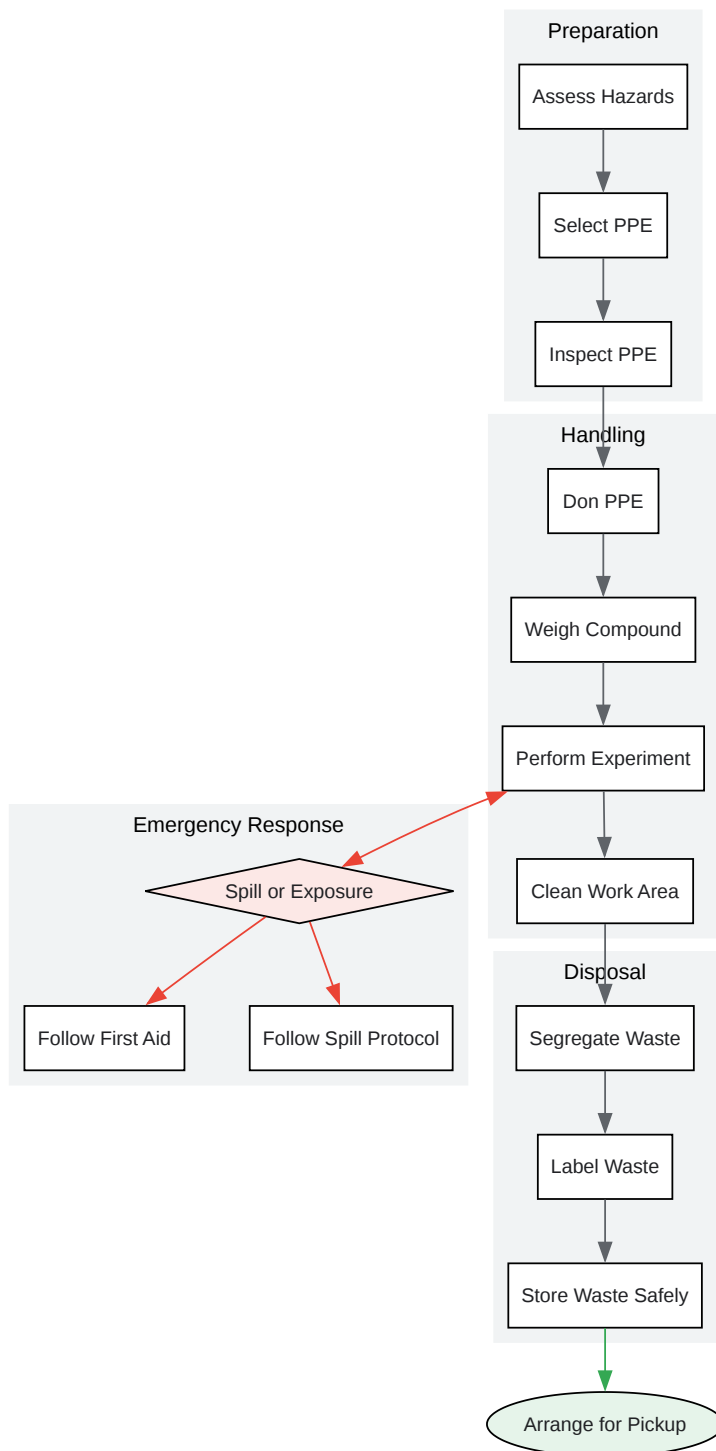 Preparation
Assess Hazards
Select PPE
Inspect PPE
Handling
Don PPE
Weigh Compound
Perform Experiment
Emergency Response
Spill or Exposure
Clean Work Area
Follow First Aid
Follow Spill Protocol
Disposal
Segregate Waste
Label Waste
Store Waste Safely
Arrange for Pickup